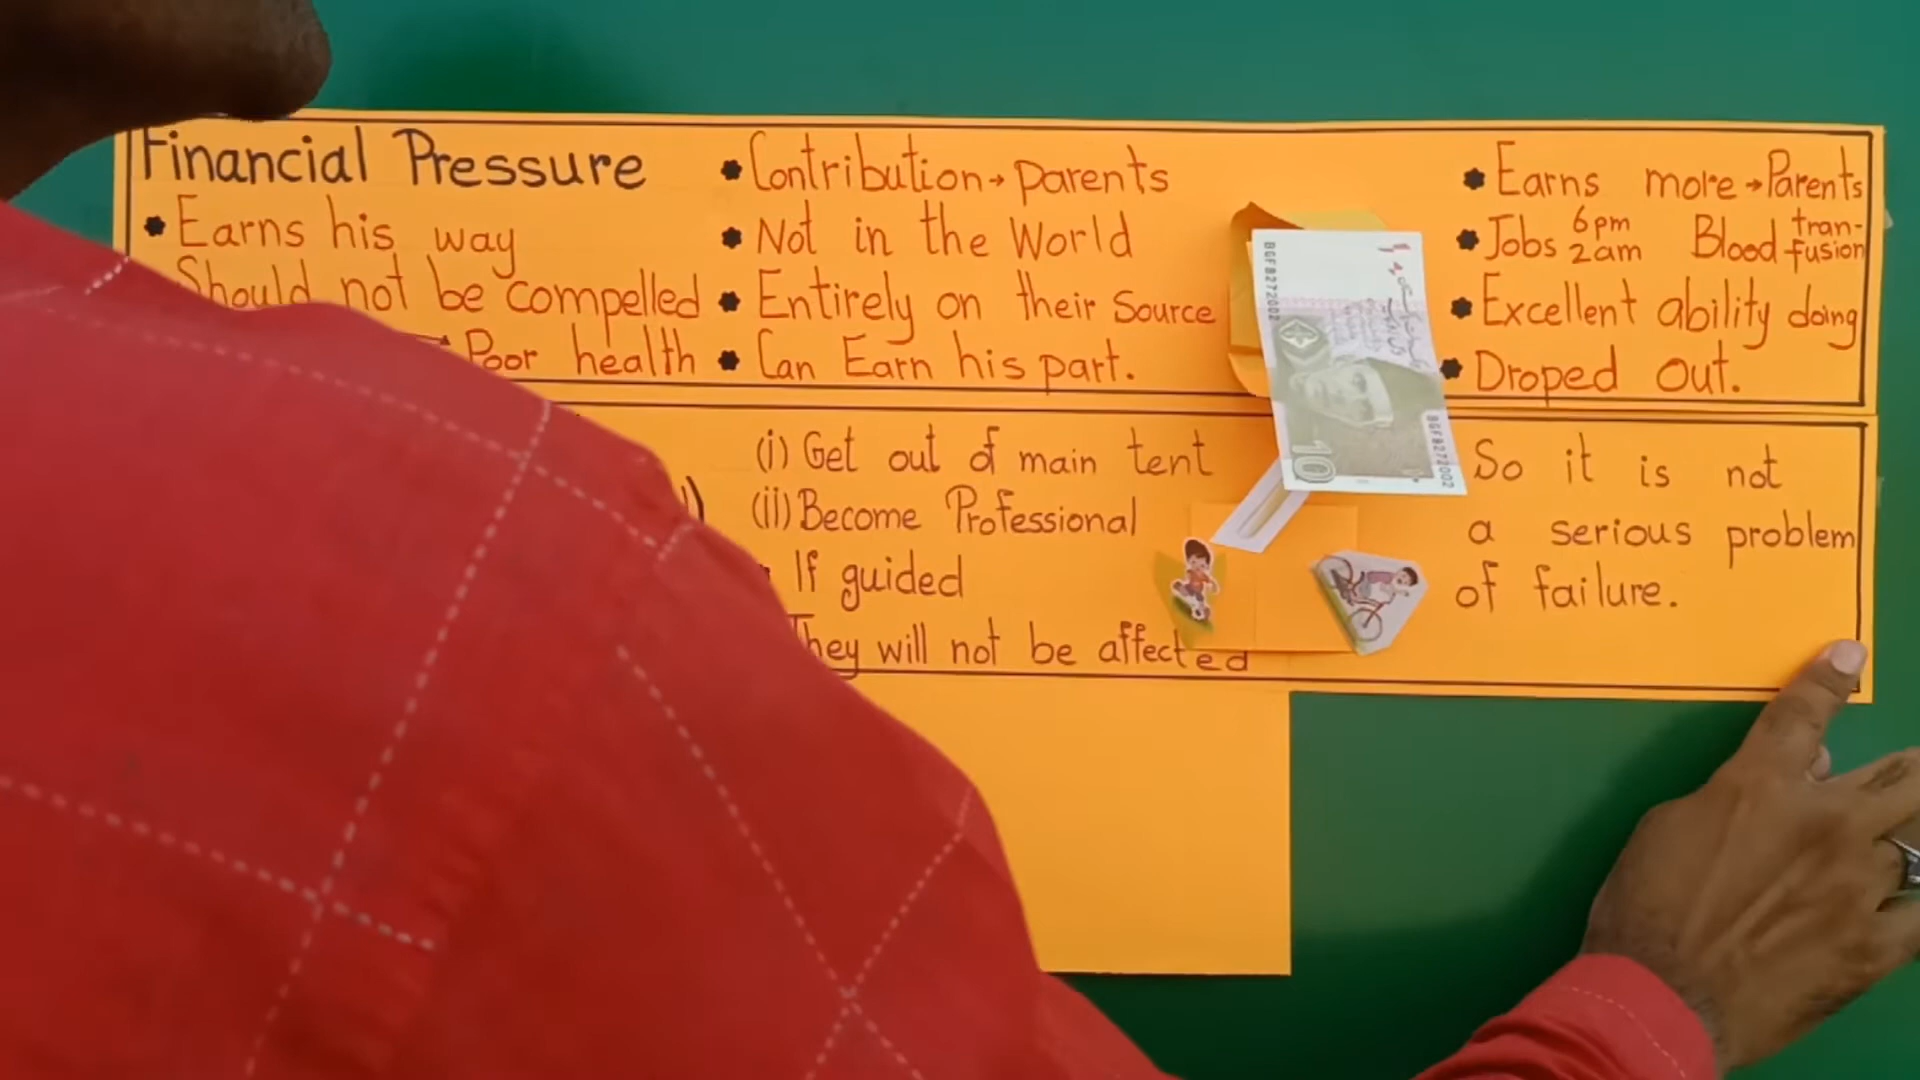 Financial Pressure
• Earns his way
Should not be compelled
Poor health
• Contribution → parents
• Not in the World
• Entirely on their Source
• Can Earn his part.
• Earns more → Parents
• Jobs 6pm 2am Blood tran-fusion
• Excellent ability doing
• Droped out.
(i) Get out of main tent
(ii) Become Professional
If guided
They will not be affected
So it is not
a serious problem
of failure.
BGFB272002
10
BGFB272002